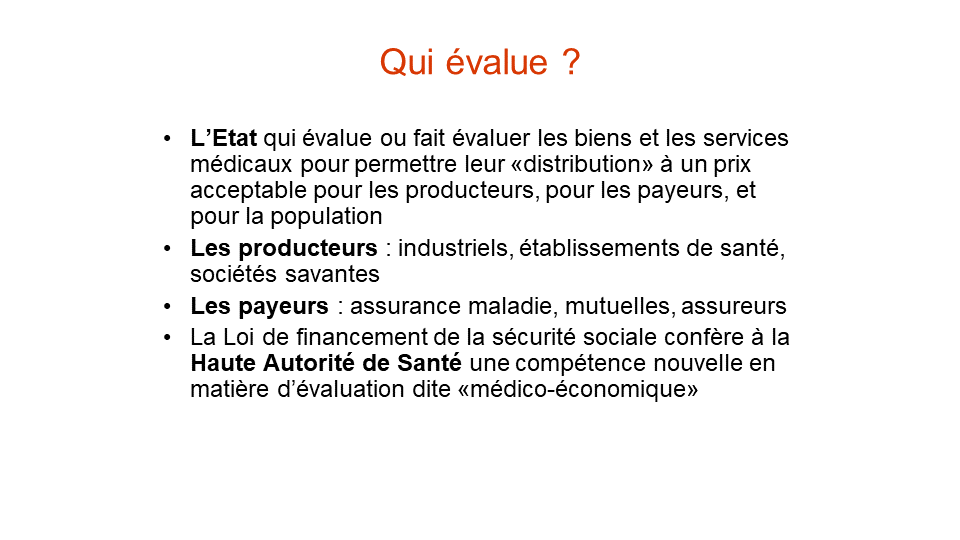 Qui évalue ?
• L’Etat qui évalue ou fait évaluer les biens et les services
médicaux pour permettre leur «distribution» à un prix
acceptable pour les producteurs, pour les payeurs, et
pour la population
• Les producteurs : industriels, établissements de santé,
sociétés savantes
• Les payeurs : assurance maladie, mutuelles, assureurs
• La Loi de financement de la sécurité sociale confère à la
Haute Autorité de Santé une compétence nouvelle en
matière d’évaluation dite «médico-économique»